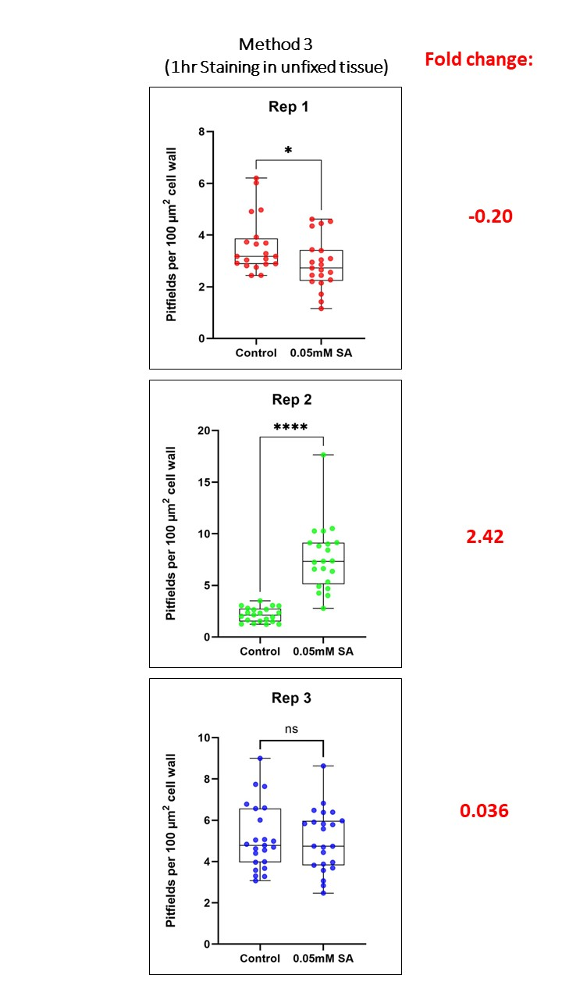 Method 3
(1hr Staining in unfixed tissue)
Fold change:
Rep 1
Pitfields per 100 µm² cell wall
8
6
4
2
0
*
Control 0.05mM SA
-0.20
Rep 2
Pitfields per 100 µm² cell wall
20
15
10
5
0
****
Control 0.05mM SA
2.42
Rep 3
Pitfields per 100 µm² cell wall
10
8
6
4
2
0
ns
Control 0.05mM SA
0.036